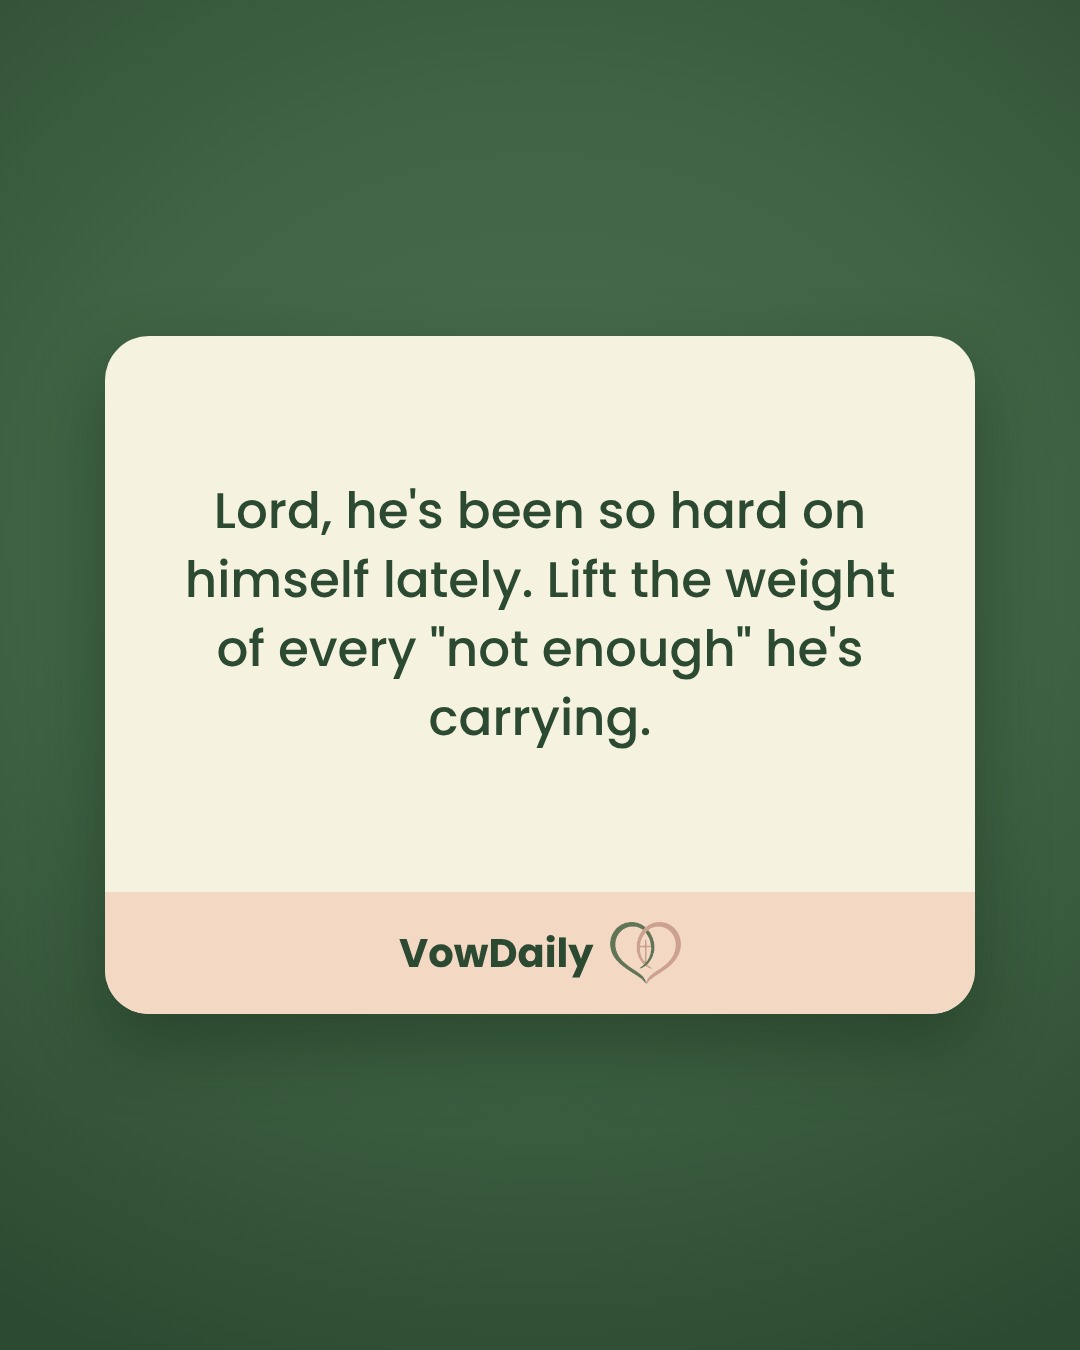 Lord, he's been so hard on
himself lately. Lift the weight
of every "not enough" he's
carrying.
VowDaily